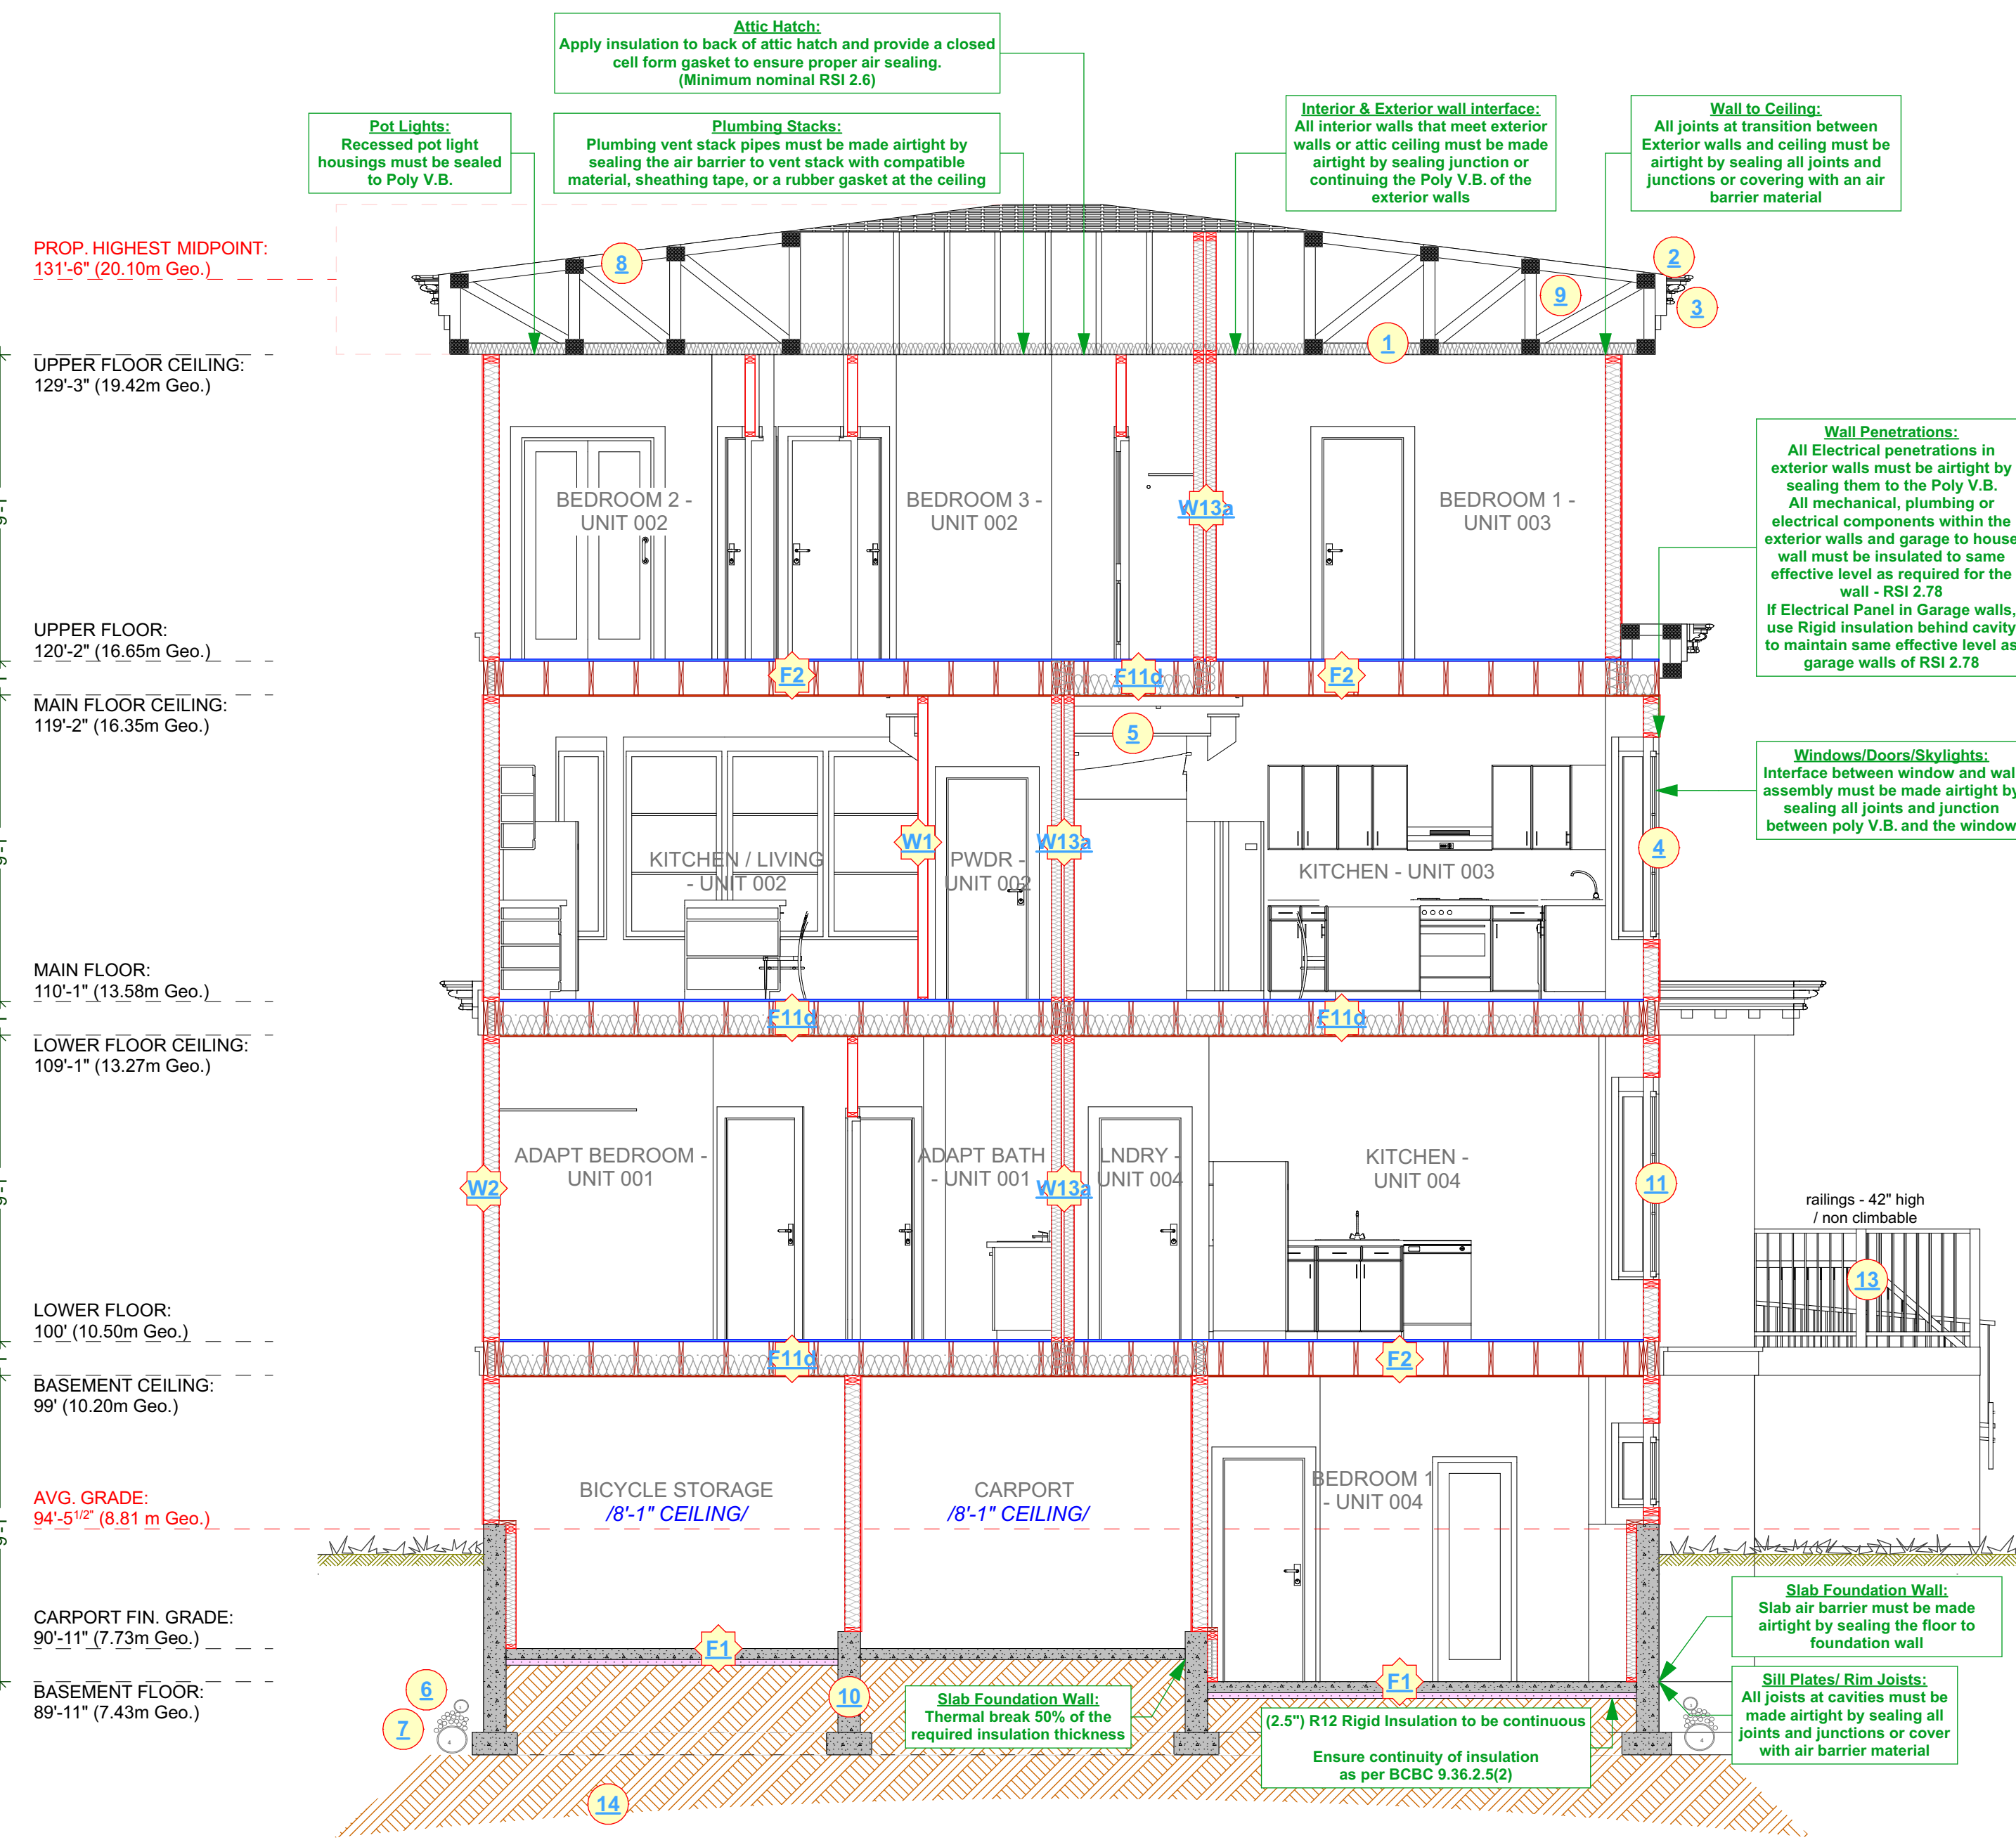 Attic Hatch:
Apply insulation to back of attic hatch and provide a closed
cell form gasket to ensure proper air sealing.
(Minimum nominal RSI 2.6)
Pot Lights:
Recessed pot light
housings must be sealed
to Poly V.B.
Plumbing Stacks:
Plumbing vent stack pipes must be made airtight by
sealing the air barrier to vent stack with compatible
material, sheathing tape, or a rubber gasket at the ceiling
Interior & Exterior wall interface:
All interior walls that meet exterior
walls or attic ceiling must be made
airtight by sealing junction or
continuing the Poly V.B. of the
exterior walls
Wall to Ceiling:
All joints at transition between
Exterior walls and ceiling must be
airtight by sealing all joints and
junctions or covering with an air
barrier material
PROP. HIGHEST MIDPOINT:
131'-6" (20.10m Geo.)
8
2
9
3
1
UPPER FLOOR CEILING:
129'-3" (19.42m Geo.)
9'-1"
BEDROOM 2 -
UNIT 002
BEDROOM 3 -
UNIT 002
W13a
BEDROOM 1 -
UNIT 003
Wall Penetrations:
All Electrical penetrations in
exterior walls must be airtight by
sealing them to the Poly V.B.
All mechanical, plumbing or
electrical components within the
exterior walls and garage to house
wall must be insulated to same
effective level as required for the
wall - RSI 2.78
If Electrical Panel in Garage walls,
use Rigid insulation behind cavity
to maintain same effective level as
garage walls of RSI 2.78
UPPER FLOOR:
120'-2" (16.65m Geo.)
F2
F11d
F2
MAIN FLOOR CEILING:
119'-2" (16.35m Geo.)
5
Windows/Doors/Skylights:
Interface between window and wall
assembly must be made airtight by
sealing all joints and junction
between poly V.B. and the window
9'-1"
KITCHEN / LIVING
- UNIT 002
W1
PWDR -
UNIT 002
W13a
KITCHEN - UNIT 003
4
MAIN FLOOR:
110'-1" (13.58m Geo.)
F11d
F11d
LOWER FLOOR CEILING:
109'-1" (13.27m Geo.)
9'-1"
W2
ADAPT BEDROOM -
UNIT 001
ADAPT BATH
- UNIT 001
W13a
LNDRY -
UNIT 004
KITCHEN -
UNIT 004
11
railings - 42" high
/ non climbable
13
LOWER FLOOR:
100' (10.50m Geo.)
F11d
F2
BASEMENT CEILING:
99' (10.20m Geo.)
9'-1"
BICYCLE STORAGE
/8'-1" CEILING/
CARPORT
/8'-1" CEILING/
BEDROOM 1
- UNIT 004
AVG. GRADE:
94'-5 1/2" (8.81 m Geo.)
CARPORT FIN. GRADE:
90'-11" (7.73m Geo.)
F1
F1
BASEMENT FLOOR:
89'-11" (7.43m Geo.)
6
7
10
14
Slab Foundation Wall:
Thermal break 50% of the
required insulation thickness
(2.5") R12 Rigid Insulation to be continuous
Ensure continuity of insulation
as per BCBC 9.36.2.5(2)
Slab Foundation Wall:
Slab air barrier must be made
airtight by sealing the floor to
foundation wall
Sill Plates/ Rim Joists:
All joists at cavities must be
made airtight by sealing all
joints and junctions or cover
with air barrier material